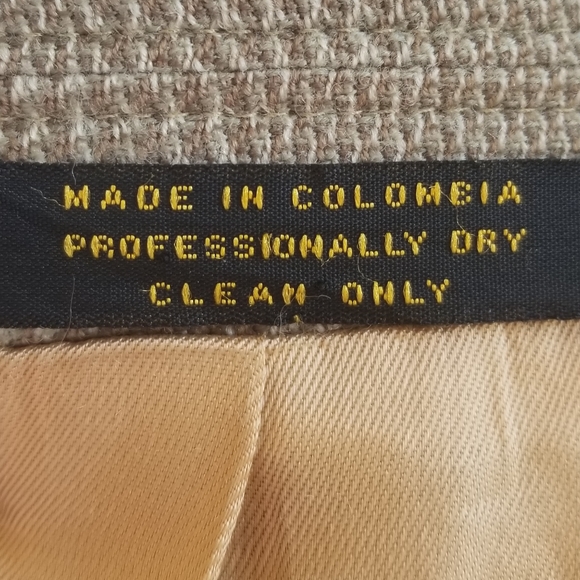 MADE IN COLOMBIA
PROFESSIONALLY DRY
CLEAN ONLY